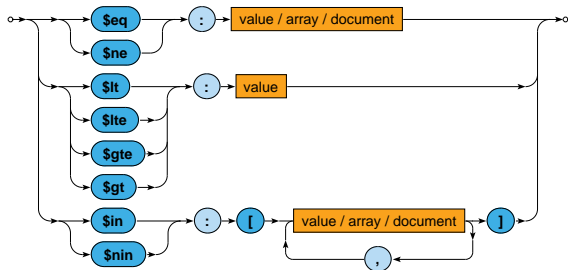 $eq : value / array / document
$ne
$lt : value
$lte
$gte
$gt
$in : [ value / array / document ]
$nin ,